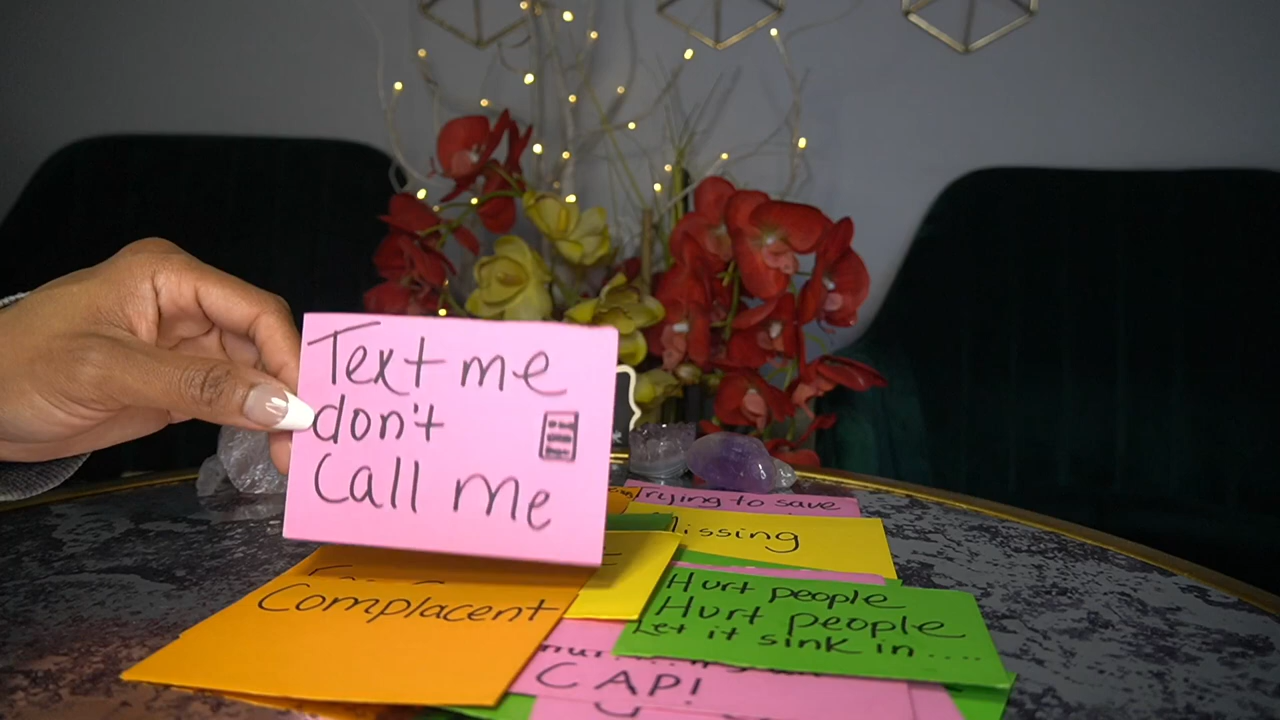 Text me
don't
Call me
Trying to save
Missing
Complacent
Hurt people
Hurt people
Let it sink in....
CAP!